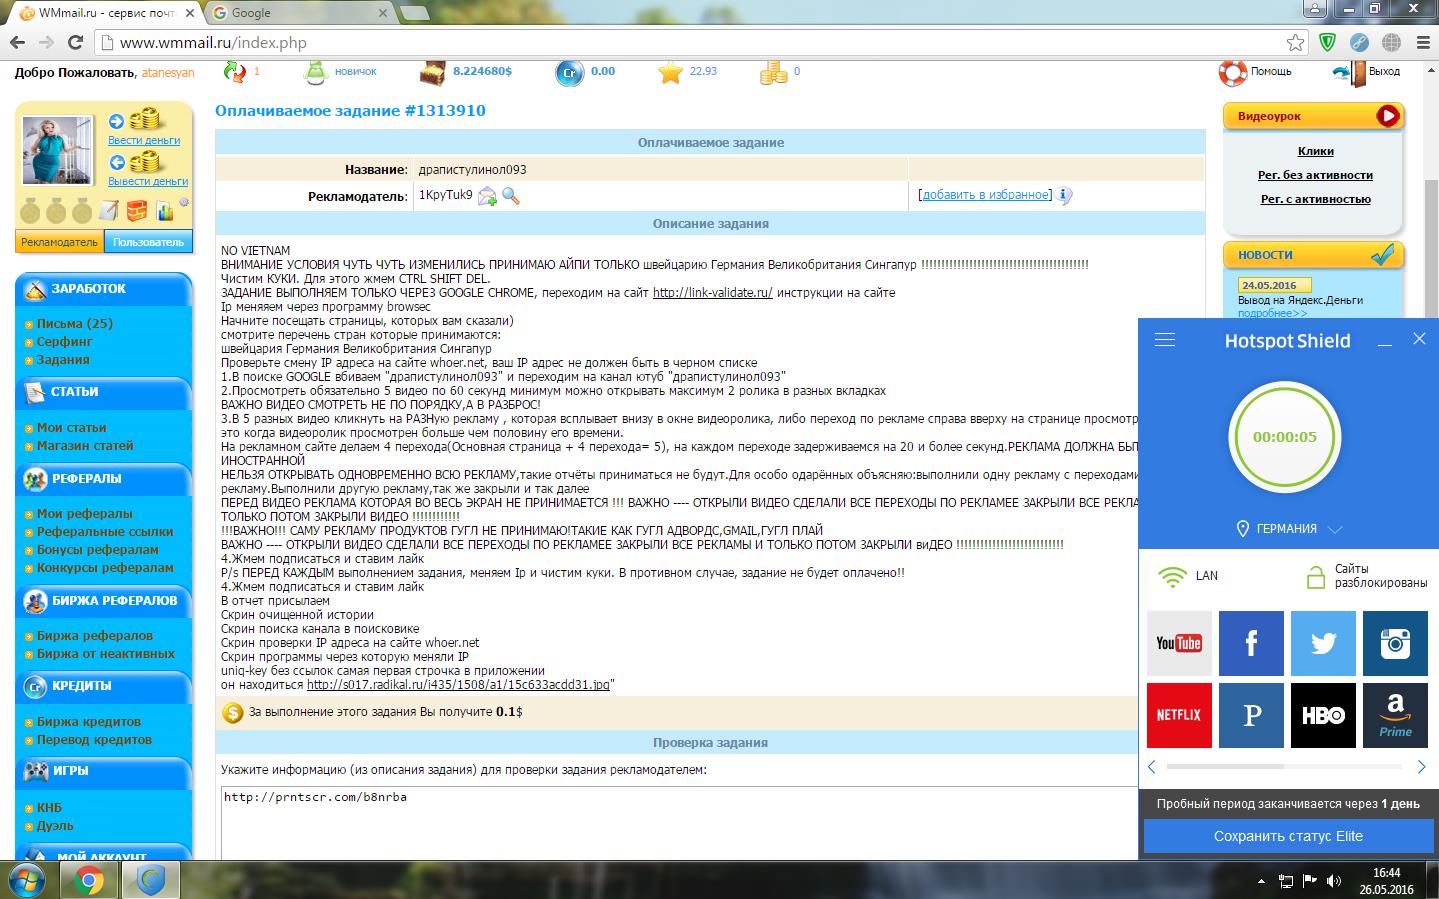 WMmail.ru - сервис почт
Google
www.wmmail.ru/index.php
Добро Пожаловать, atanesyan
1
новичок
8.224680$
Cr
0.00
22.93
0
Помощь
Выход
Ввести деньги
Вывести деньги
Рекламодатель
Пользователь
ЗАРАБОТОК
Письма (25)
Серфинг
Задания
СТАТЬИ
Мои статьи
Магазин статей
РЕФЕРАЛЫ
Мои рефералы
Реферальные ссылки
Бонусы рефералам
Конкурсы рефералам
БИРЖА РЕФЕРАЛОВ
Биржа рефералов
Биржа от неактивных
Cr
КРЕДИТЫ
Биржа кредитов
Перевод кредитов
ИГРЫ
КНБ
Дуэль
МОЙ АККАУНТ
Оплачиваемое задание #1313910
Оплачиваемое задание
Название: драпистулинол093
Рекламодатель: 1KpyTuk9 [добавить в избранное]
Описание задания
NO VIETNAM
ВНИМАНИЕ УСЛОВИЯ ЧУТЬ ЧУТЬ ИЗМЕНИЛИСЬ ПРИНИМАЮ АЙПИ ТОЛЬКО швейцарию Германия Великобритания Сингапур !!!!!!!!!!!!!!!!!!!!!!!!!!!!!!!!!!!!!!!!!!
Чистим КУКИ. Для этого жмем CTRL SHIFT DEL.
ЗАДАНИЕ ВЫПОЛНЯЕМ ТОЛЬКО ЧЕРЕЗ GOOGLE CHROME, переходим на сайт http://link-validate.ru/ инструкции на сайте
Ip меняяем через программу browsec
Начните посещать страницы, которых вам сказали)
смотрите перечень стран которые принимаются:
швейцария Германия Великобритания Сингапур
Проверьте смену IP адреса на сайте whoer.net, ваш IP адрес не должен быть в черном списке
1.В поиске GOOGLE вбиваем "драпистулинол093" и переходим на канал ютуб "драпистулинол093"
2.Просмотреть обязательно 5 видео по 60 секунд минимум можно открывать максимум 2 ролика в разных вкладках
ВАЖНО ВИДЕО СМОТРЕТЬ НЕ ПО ПОРЯДКУ,А В РАЗБРОС!
3.В 5 разных видео кликнуть на РАЗНую рекламу , которая всплывает внизу в окне видеоролика, либо переход по рекламе справа вверху на странице просмотр
это когда видеоролик просмотрен больше чем половину его времени.
На рекламном сайте делаем 4 перехода(Основная страница + 4 перехода= 5), на каждом переходе задерживаемся на 20 и более секунд.РЕКЛАМА ДОЛЖНА БЫТ
ИНОСТРАННОЙ
НЕЛЬЗЯ ОТКРЫВАТЬ ОДНОВРЕМЕННО ВСЮ РЕКЛАМУ,такие отчёты приниматься не будут.Для особо одарённых объясняю:выполнили одну рекламу с переходами
рекламу.Выполнили другую рекламу,так же закрыли и так далее
ПЕРЕД ВИДЕО РЕКЛАМА КОТОРАЯ ВО ВЕСЬ ЭКРАН НЕ ПРИНИМАЕТСЯ !!! ВАЖНО ---- ОТКРЫЛИ ВИДЕО СДЕЛАЛИ ВСЕ ПЕРЕХОДЫ ПО РЕКЛАМЕЕ ЗАКРЫЛИ ВСЕ РЕКЛА
ТОЛЬКО ПОТОМ ЗАКРЫЛИ ВИДЕО !!!!!!!!!!!!
!!!ВАЖНО!!! САМУ РЕКЛАМУ ПРОДУКТОВ ГУГЛ НЕ ПРИНИМАЮ!ТАКИЕ КАК ГУГЛ АДВОРДС,GMAIL,ГУГЛ ПЛАЙ
ВАЖНО ---- ОТКРЫЛИ ВИДЕО СДЕЛАЛИ ВСЕ ПЕРЕХОДЫ ПО РЕКЛАМЕЕ ЗАКРЫЛИ ВСЕ РЕКЛАМЫ И ТОЛЬКО ПОТОМ ЗАКРЫЛИ виДЕО !!!!!!!!!!!!!!!!!!!!!!!!!!!
4.Жмем подписаться и ставим лайк
P/s ПЕРЕД КАЖДЫМ выполнением задания, меняем Ip и чистим куки. В противном случае, задание не будет оплачено!!
4.Жмем подписаться и ставим лайк
В отчет присылаем
Скрин очищенной истории
Скрин поиска канала в поисковике
Скрин проверки IP адреса на сайте whoer.net
Скрин программы через которую меняли IP
uniq-key без ссылок самая первая строчка в приложении
он находиться http://s017.radikal.ru/i435/1508/a1/15c633acdd31.jpg"
За выполнение этого задания Вы получите 0.1$
Проверка задания
Укажите информацию (из описания задания) для проверки задания рекламодателем:
http://prntscr.com/b8nrba
Видеоурок
Клики
Рег. без активности
Рег. с активностью
НОВОСТИ
24.05.2016
Вывод на Яндекс.Деньги
подробнее>>
Hotspot Shield
00:00:05
ГЕРМАНИЯ
LAN
Сайты
разблокированы
YouTube
f
NETFLIX
P
HBO
a
Prime
Пробный период заканчивается через 1 день
Сохранить статус Elite
16:44
26.05.2016